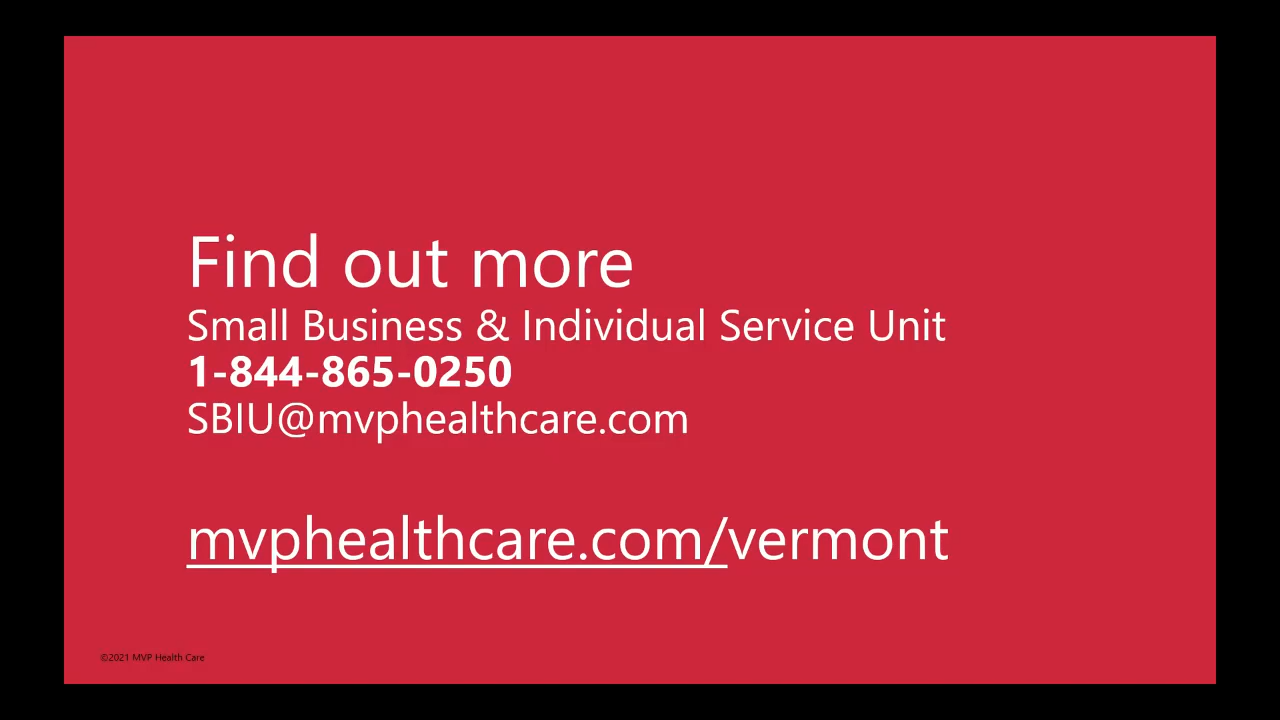 Find out more
Small Business & Individual Service Unit
1-844-865-0250
SBIU@mvphealthcare.com
mvphealthcare.com/vermont
©2021 MVP Health Care